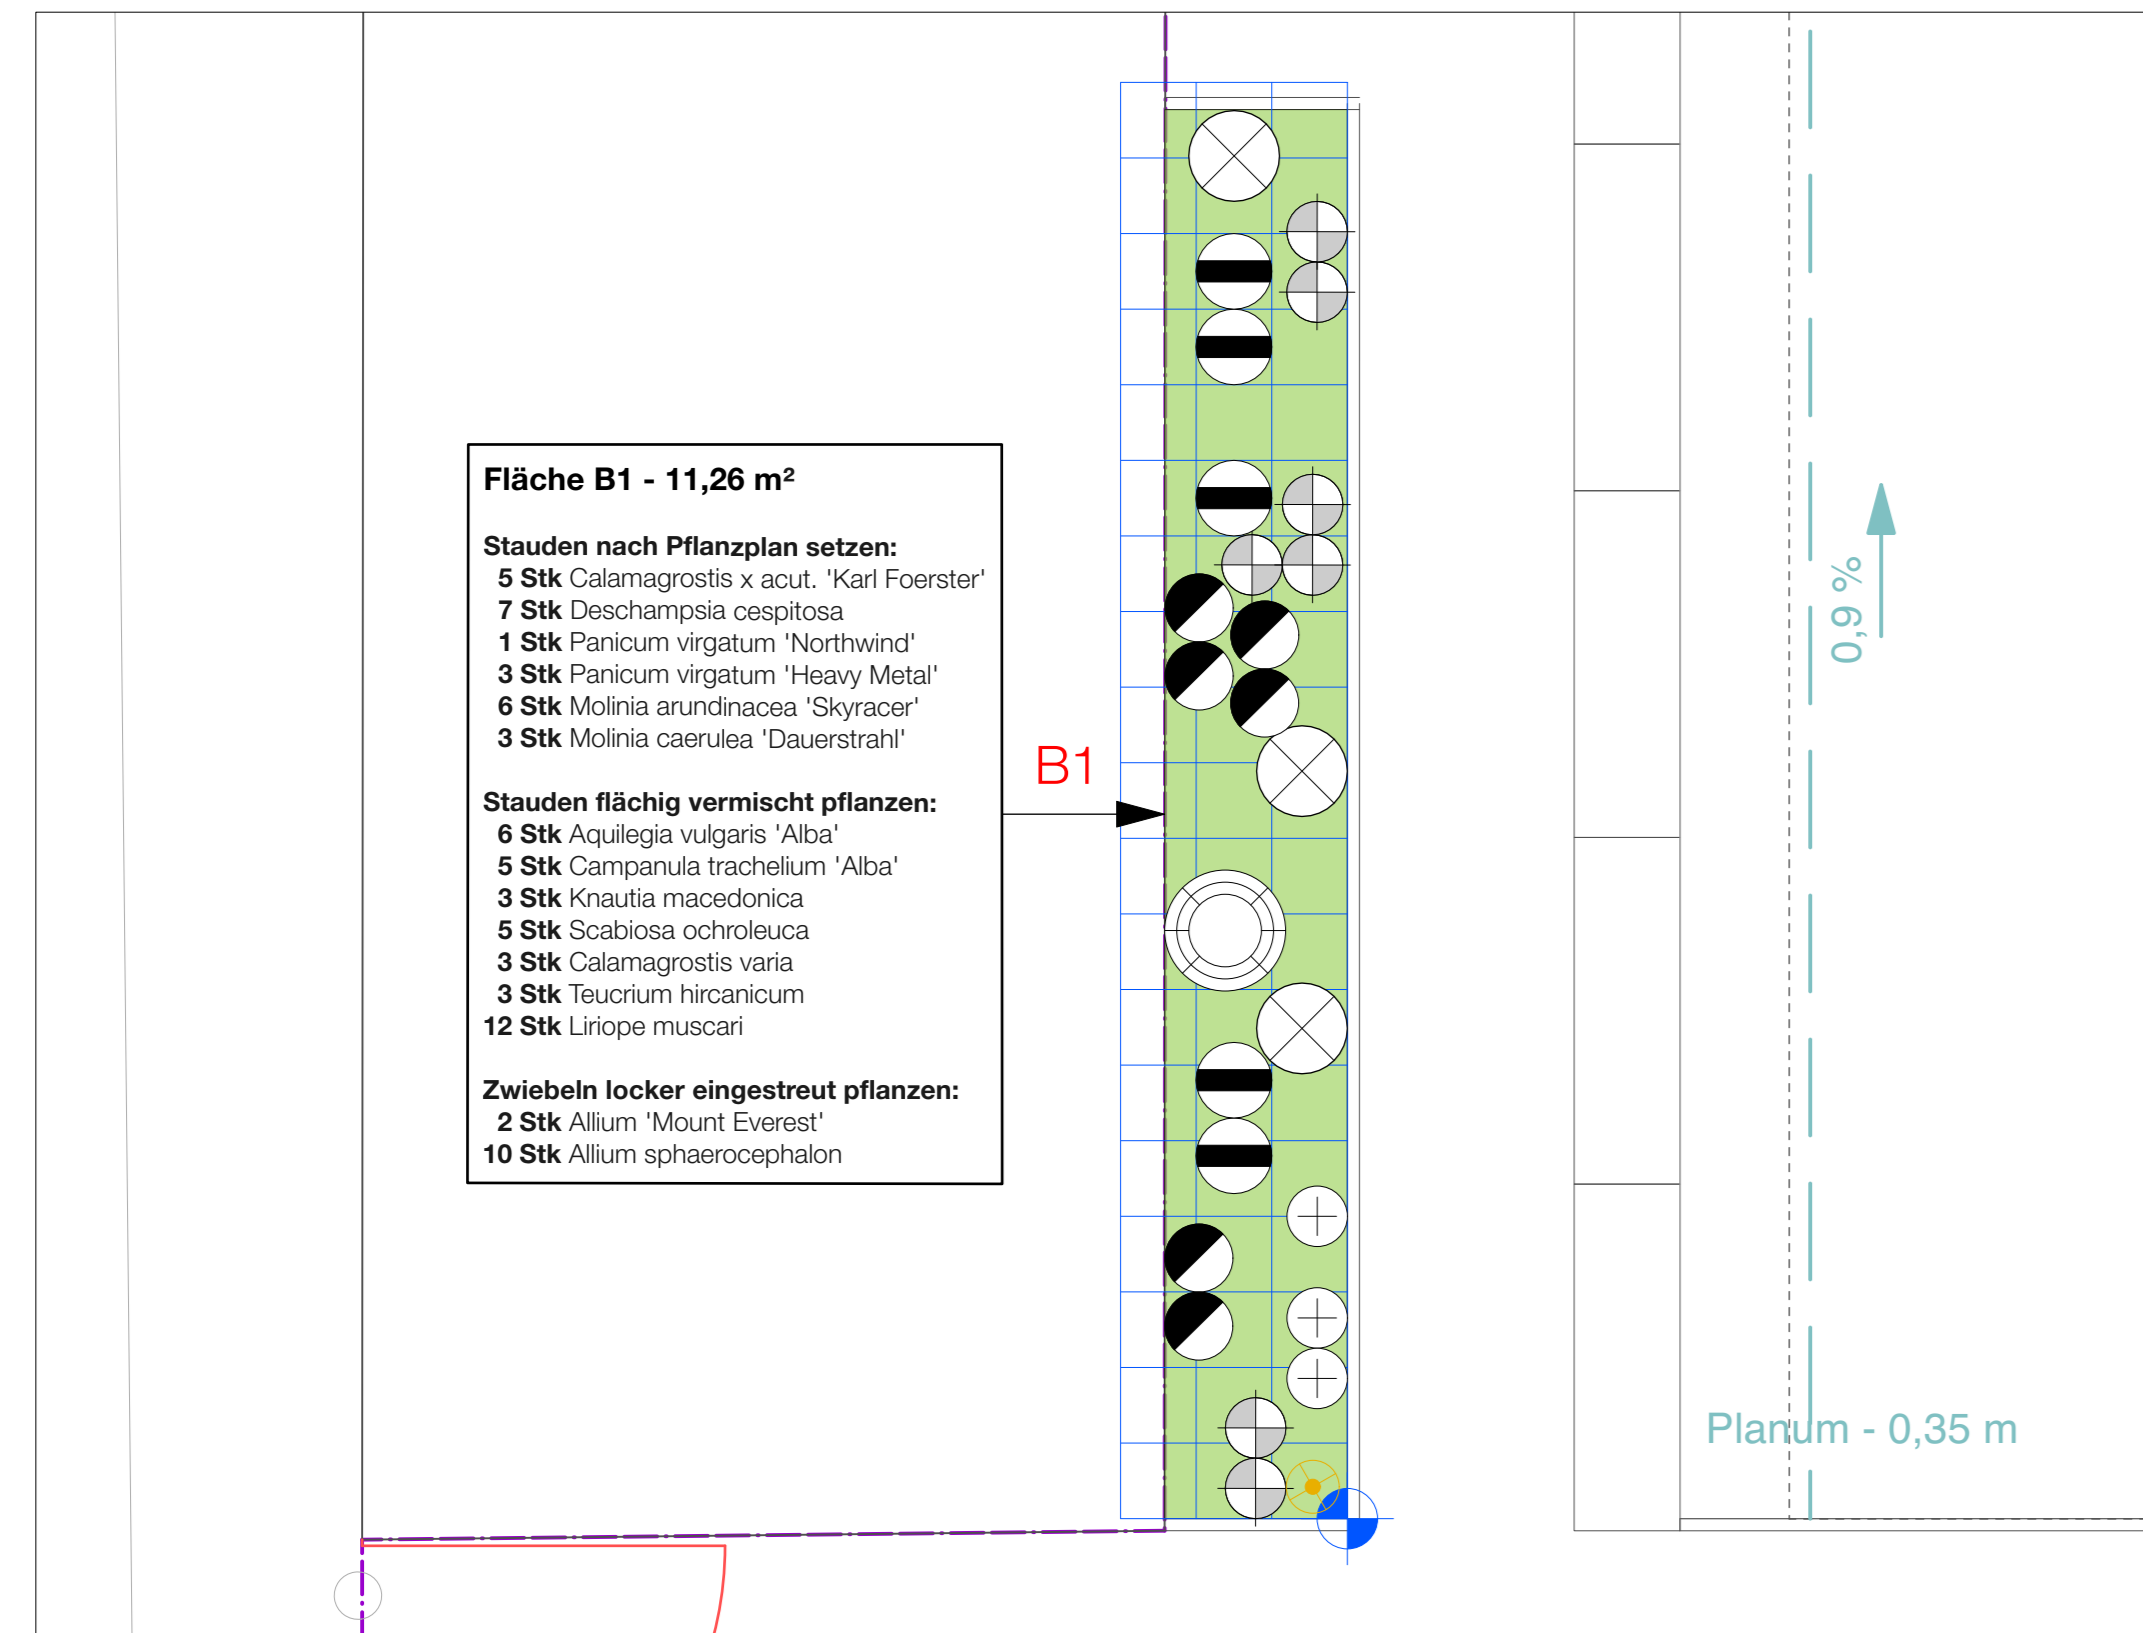 Fläche B1 - 11,26 m²
Stauden nach Pflanzplan setzen:
5 Stk Calamagrostis x acut. 'Karl Foerster'
7 Stk Deschampsia cespitosa
1 Stk Panicum virgatum 'Northwind'
3 Stk Panicum virgatum 'Heavy Metal'
6 Stk Molinia arundinacea 'Skyracer'
3 Stk Molinia caerulea 'Dauerstrahl'
Stauden flächig vermischt pflanzen:
6 Stk Aquilegia vulgaris 'Alba'
5 Stk Campanula trachelium 'Alba'
3 Stk Knautia macedonica
5 Stk Scabiosa ochroleuca
3 Stk Calamagrostis varia
3 Stk Teucrium hircanicum
12 Stk Liriope muscari
Zwiebeln locker eingestreut pflanzen:
2 Stk Allium 'Mount Everest'
10 Stk Allium sphaerocephalon
B1
0,9 %
Planum - 0,35 m